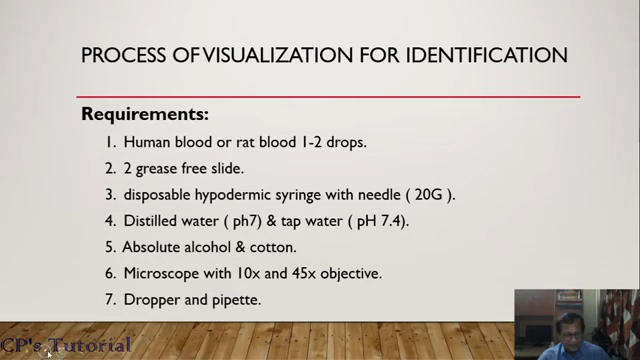 PROCESS OF VISUALIZATION FOR IDENTIFICATION
Requirements:
1. Human blood or rat blood 1-2 drops.
2. 2 grease free slide.
3. disposable hypodermic syringe with needle ( 20G ).
4. Distilled water ( ph7) & tap water ( pH 7.4).
5. Absolute alcohol & cotton.
6. Microscope with 10x and 45x objective.
7. Dropper and pipette.
CP's Tutorial